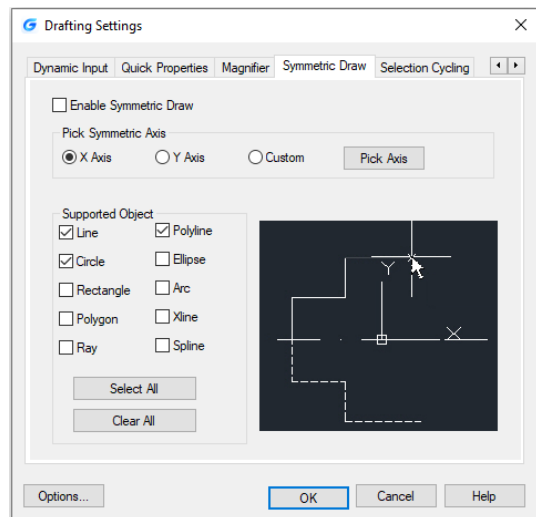 Drafting Settings
Dynamic Input Quick Properties Magnifier Symmetric Draw Selection Cycling
Enable Symmetric Draw
Pick Symmetric Axis
X Axis Y Axis Custom Pick Axis
Supported Object
Line Polyline
Circle Ellipse
Rectangle Arc
Polygon Xline
Ray Spline
Select All
Clear All
Y
X
Options... OK Cancel Help